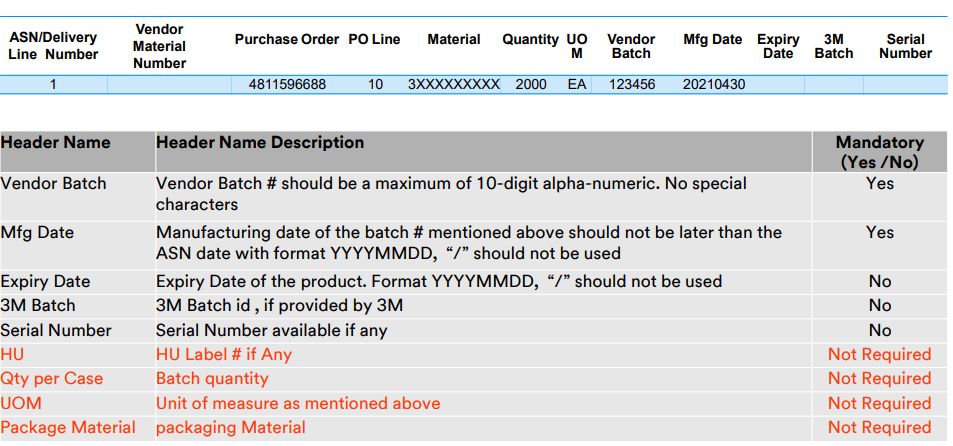 ASN/Delivery Line Number Vendor Material Number Purchase Order PO Line Material Quantity UO M Vendor Batch Mfg Date Expiry Date 3M Batch Serial Number
1 4811596688 10 3XXXXXXXXX 2000 EA 123456 20210430
Header Name Header Name Description Mandatory (Yes /No)
Vendor Batch Vendor Batch # should be a maximum of 10-digit alpha-numeric. No special
characters Yes
Mfg Date Manufacturing date of the batch # mentioned above should not be later than the
ASN date with format YYYYMMDD, “/” should not be used Yes
Expiry Date Expiry Date of the product. Format YYYYMMDD, “/” should not be used No
3M Batch 3M Batch id , if provided by 3M No
Serial Number Serial Number available if any No
HU HU Label # if Any Not Required
Qty per Case Batch quantity Not Required
UOM Unit of measure as mentioned above Not Required
Package Material packaging Material Not Required